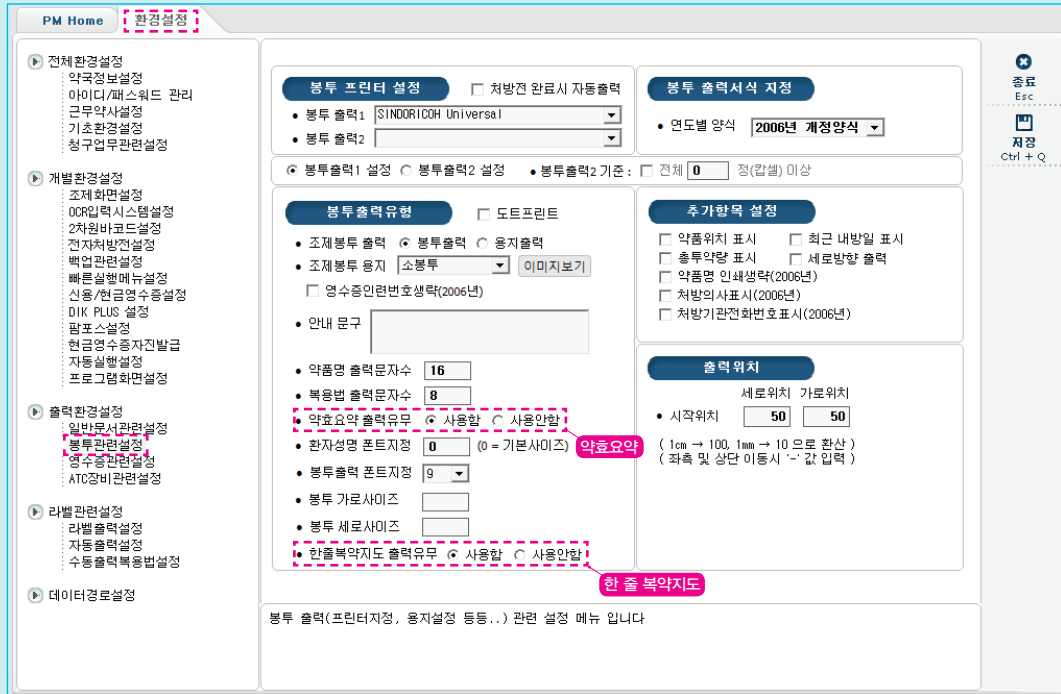 PM Home 환경설정
전체환경설정
약국정보설정
아이디/패스워드 관리
근무약사설정
기초환경설정
청구업무관련설정
개별환경설정
조제화면설정
OCR입력시스템설정
2차원바코드설정
전자처방전설정
백업관련설정
빠른실행메뉴설정
신용/현금영수증설정
DIK PLUS 설정
팜포스설정
현금영수증자진발급
자동실행설정
프로그램화면설정
출력환경설정
일반문서관련설정
봉투관련설정
영수증관련설정
ATC장비관련설정
라벨관련설정
라벨출력설정
자동출력설정
수동출력복용법설정
데이터경로설정
봉투 프린터 설정 처방전 완료시 자동출력
봉투 출력1 SINDORICOH Universal
봉투 출력2
봉투 출력서식 지정
연도별 양식 2006년 개정양식
봉투출력1 설정 봉투출력2 설정 봉투출력2 기준 : 전체 0 정(캅셀) 이상
봉투출력유형 도트프린트
조제봉투 출력 봉투출력 용지출력
조제봉투 용지 소봉투 이미지보기
영수증인련번호생략(2006년)
안내 문구
약품명 출력문자수 16
복용법 출력문자수 8
약효요약 출력유무 사용함 사용안함
약효요약
환자성명 폰트지정 0 (0 = 기본사이즈)
봉투출력 폰트지정 9
봉투 가로사이즈
봉투 세로사이즈
한줄복약지도 출력유무 사용함 사용안함
한 줄 복약지도
추가항목 설정
약품위치 표시 최근 내방일 표시
총투약량 표시 세로방향 출력
약품명 인쇄생략(2006년)
처방의사표시(2006년)
처방기관전화번호표시(2006년)
출력위치
세로위치 가로위치
시작위치 50 50
( 1cm → 100, 1mm → 10 으로 환산 )
( 좌측 및 상단 이동시 '-' 값 입력 )
봉투 출력(프린터지정, 용지설정 등등..) 관련 설정 메뉴 입니다
종료
Esc
저장
Ctrl + Q